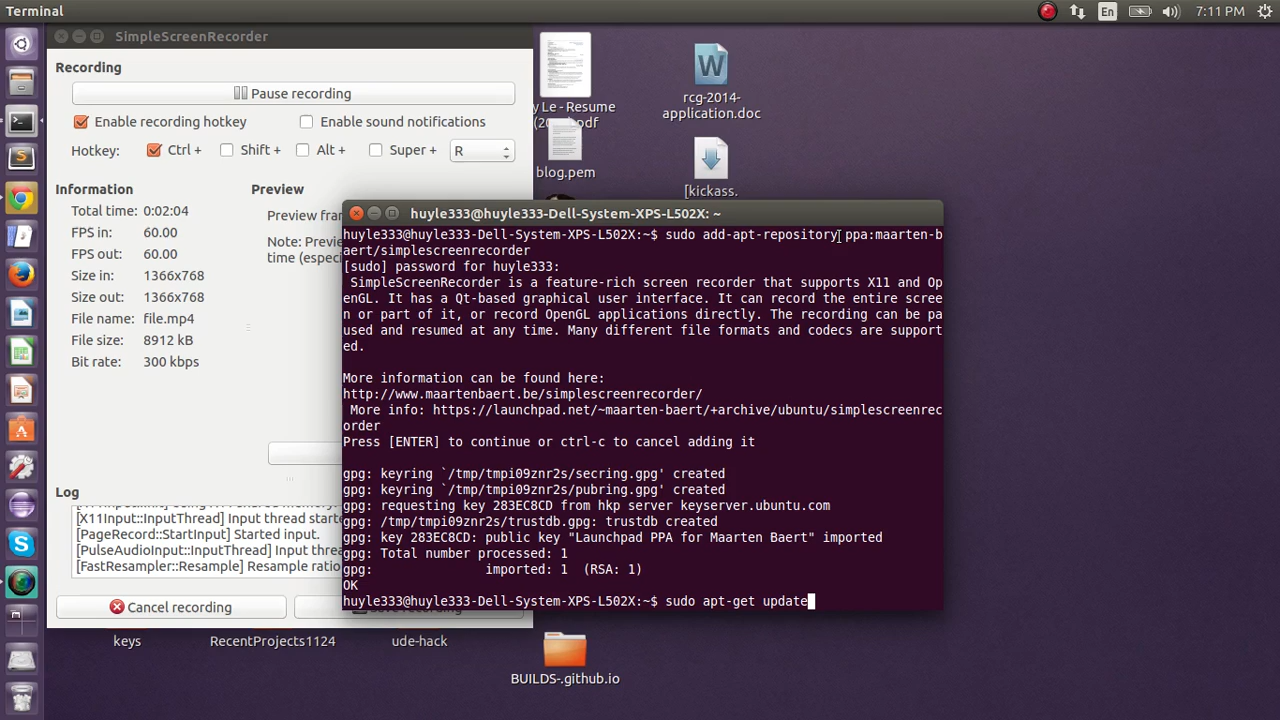 Terminal
En
7:11 PM
SimpleScreenRecorder
Recording
Pause recording
Enable recording hotkey
Enable sound notifications
Hotkey:
Ctrl +
Shift +
Alt +
Super +
R
Information
Total time: 0:02:04
FPS in: 60.00
FPS out: 60.00
Size in: 1366x768
Size out: 1366x768
File name: file.mp4
File size: 8912 kB
Bit rate: 300 kbps
Preview
Preview fram
Note: Previe
time (especi
Log
[X11Input::InputThread] Input thread starte
[PageRecord::StartInput] Started input.
[PulseAudioInput::InputThread] Input threa
[FastResampler::Resample] Resample ratio
Cancel recording
y Le - Resume
pdf
rcg-2014-
application.doc
blog.pem
[kickass.
huyle333@huyle333-Dell-System-XPS-L502X: ~
huyle333@huyle333-Dell-System-XPS-L502X:~$ sudo add-apt-repository ppa:maarten-b
aert/simplescreenrecorder
[sudo] password for huyle333:
SimpleScreenRecorder is a feature-rich screen recorder that supports X11 and Op
enGL. It has a Qt-based graphical user interface. It can record the entire scree
n or part of it, or record OpenGL applications directly. The recording can be pa
used and resumed at any time. Many different file formats and codecs are support
ed.
More information can be found here:
http://www.maartenbaert.be/simplescreenrecorder/
More info: https://launchpad.net/~maarten-baert/+archive/ubuntu/simplescreenrec
order
Press [ENTER] to continue or ctrl-c to cancel adding it
gpg: keyring `/tmp/tmpi09znr2s/secring.gpg' created
gpg: keyring `/tmp/tmpi09znr2s/pubring.gpg' created
gpg: requesting key 283EC8CD from hkp server keyserver.ubuntu.com
gpg: /tmp/tmpi09znr2s/trustdb.gpg: trustdb created
gpg: key 283EC8CD: public key "Launchpad PPA for Maarten Baert" imported
gpg: Total number processed: 1
gpg: imported: 1 (RSA: 1)
OK
huyle333@huyle333-Dell-System-XPS-L502X:~$ sudo apt-get update
keys
RecentProjects1124
ude-hack
BUILDS-.github.io